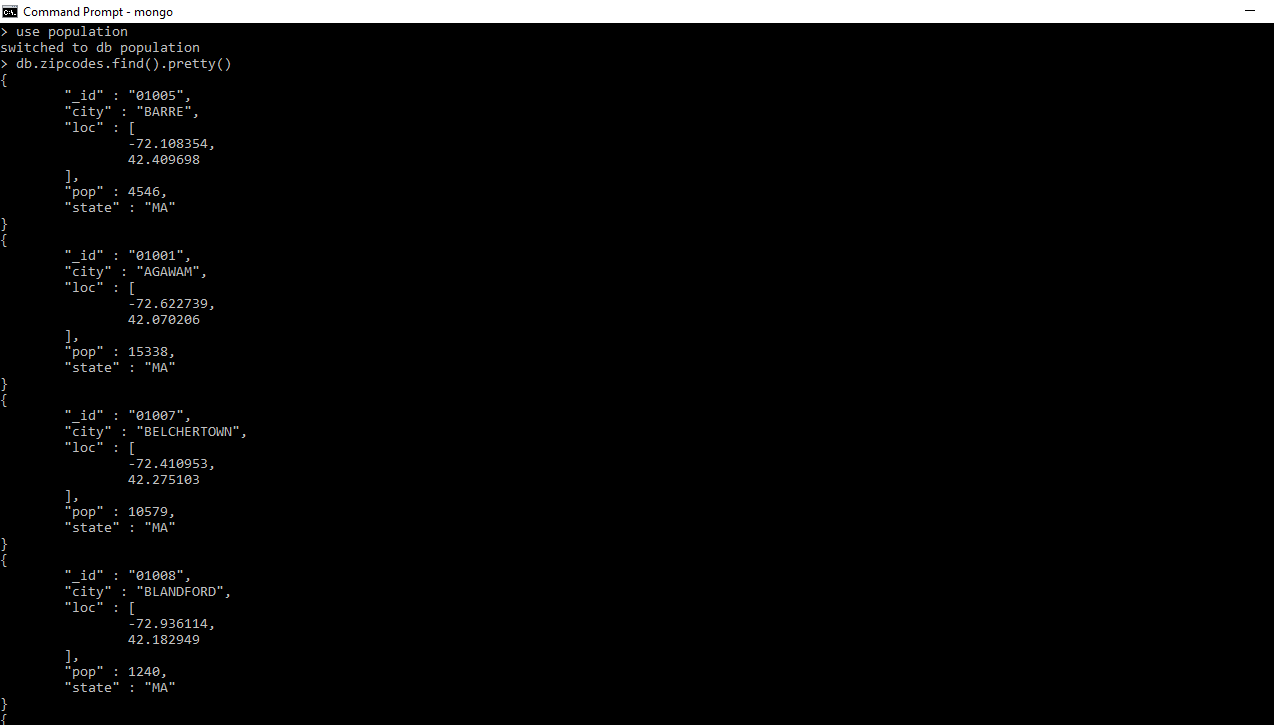 Command Prompt - mongo
> use population
switched to db population
> db.zipcodes.find().pretty()
{
        "_id" : "01005",
        "city" : "BARRE",
        "loc" : [
                -72.108354,
                42.409698
        ],
        "pop" : 4546,
        "state" : "MA"
}
{
        "_id" : "01001",
        "city" : "AGAWAM",
        "loc" : [
                -72.622739,
                42.070206
        ],
        "pop" : 15338,
        "state" : "MA"
}
{
        "_id" : "01007",
        "city" : "BELCHERTOWN",
        "loc" : [
                -72.410953,
                42.275103
        ],
        "pop" : 10579,
        "state" : "MA"
}
{
        "_id" : "01008",
        "city" : "BLANDFORD",
        "loc" : [
                -72.936114,
                42.182949
        ],
        "pop" : 1240,
        "state" : "MA"
}
{